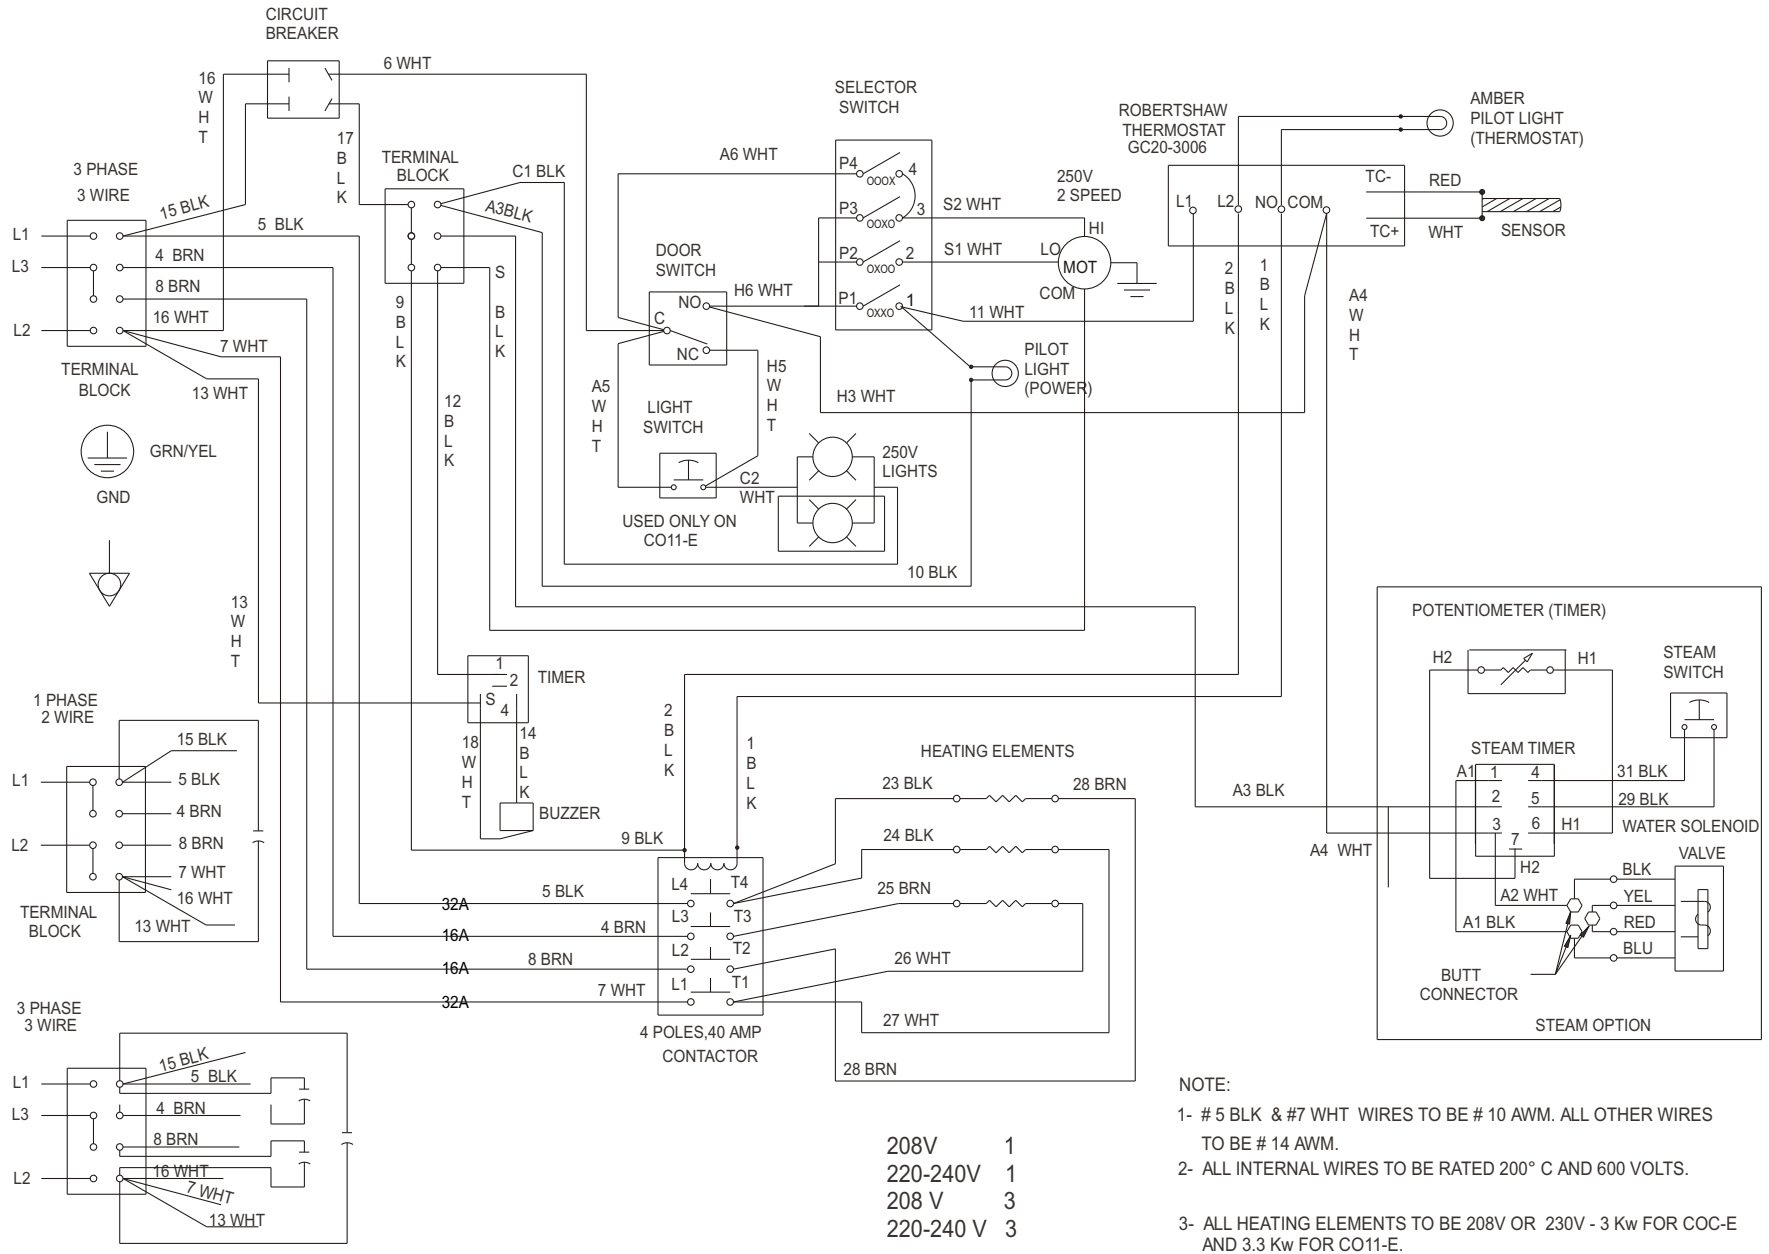 CIRCUIT
BREAKER
6 WHT
16
W
H
T
17
B
L
K
3 PHASE
3 WIRE
15 BLK
5 BLK
L1
4 BRN
L3
8 BRN
16 WHT
L2
7 WHT
13 WHT
TERMINAL
BLOCK
GRN/YEL
GND
TERMINAL
BLOCK
C1 BLK
A3BLK
S
B
L
K
9
B
L
K
12
B
L
K
SELECTOR
SWITCH
A6 WHT
P4
4
OOOX
P3
3
OOXO
P2
2
OXOO
P1
1
OXXO
S2 WHT
S1 WHT
11 WHT
250V
2 SPEED
HI
LO
MOT
COM
DOOR
SWITCH
NO
C
NC
H6 WHT
H5
W
H
T
A5
W
H
T
H3 WHT
PILOT
LIGHT
(POWER)
LIGHT
SWITCH
C2
WHT
USED ONLY ON
CO11-E
250V
LIGHTS
10 BLK
ROBERTSHAW
THERMOSTAT
GC20-3006
L1
L2
NO
COM
TC-
TC+
AMBER
PILOT LIGHT
(THERMOSTAT)
RED
WHT
SENSOR
2
B
L
K
1
B
L
K
A4
W
H
T
13
W
H
T
1
2
S
4
TIMER
18
W
H
T
14
B
L
K
BUZZER
2
B
L
K
1
B
L
K
9 BLK
1 PHASE
2 WIRE
15 BLK
L1
5 BLK
4 BRN
L2
8 BRN
7 WHT
16 WHT
13 WHT
TERMINAL
BLOCK
HEATING ELEMENTS
23 BLK
28 BRN
24 BLK
25 BRN
26 WHT
27 WHT
28 BRN
32A
5 BLK
L4
T4
16A
4 BRN
L3
T3
16A
8 BRN
L2
T2
32A
7 WHT
L1
T1
4 POLES,40 AMP
CONTACTOR
A3 BLK
A4 WHT
POTENTIOMETER (TIMER)
H2
H1
STEAM
SWITCH
STEAM TIMER
A1
1
4
31 BLK
2
5
29 BLK
3
6
H1
7
H2
WATER SOLENOID
VALVE
BLK
A2 WHT
YEL
A1 BLK
RED
BLU
BUTT
CONNECTOR
STEAM OPTION
3 PHASE
3 WIRE
15 BLK
L1
5 BLK
L3
4 BRN
8 BRN
L2
16 WHT
7 WHT
13 WHT
208V 1
220-240V 1
208 V 3
220-240 V 3
NOTE:
1- # 5 BLK & #7 WHT WIRES TO BE # 10 AWM. ALL OTHER WIRES
TO BE # 14 AWM.
2- ALL INTERNAL WIRES TO BE RATED 200° C AND 600 VOLTS.
3- ALL HEATING ELEMENTS TO BE 208V OR 230V - 3 Kw FOR COC-E
AND 3.3 Kw FOR CO11-E.